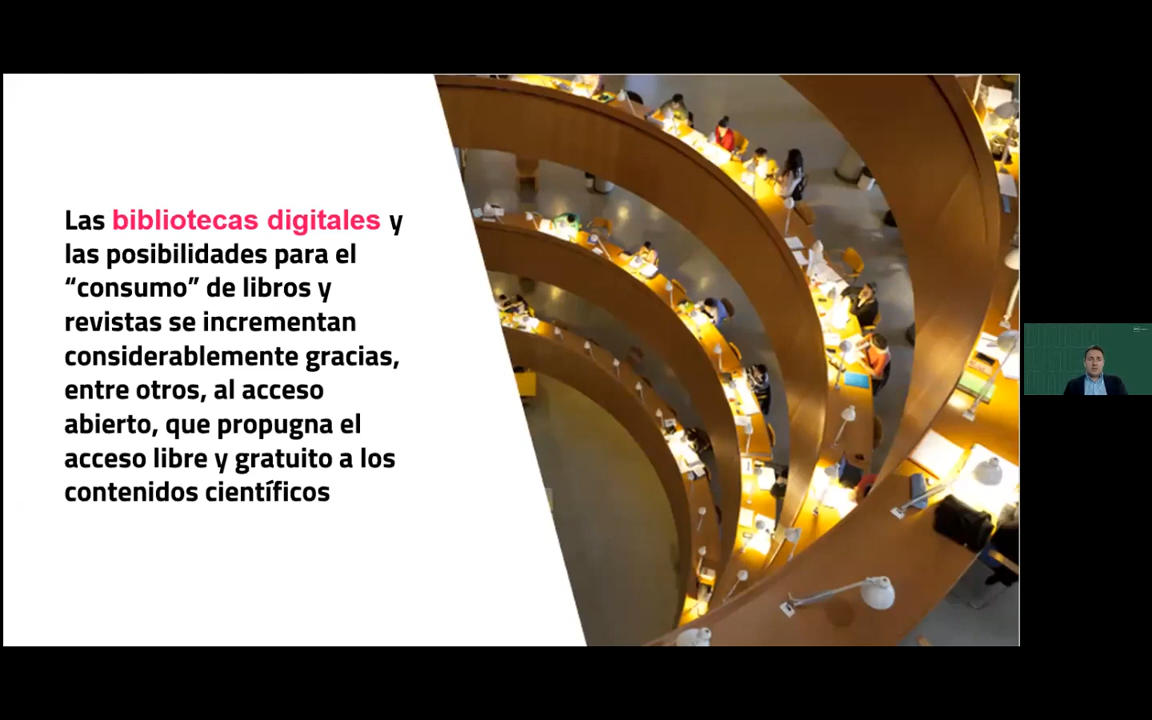 Las bibliotecas digitales y
las posibilidades para el
“consumo” de libros y
revistas se incrementan
considerablemente gracias,
entre otros, al acceso
abierto, que propugna el
acceso libre y gratuito a los
contenidos científicos